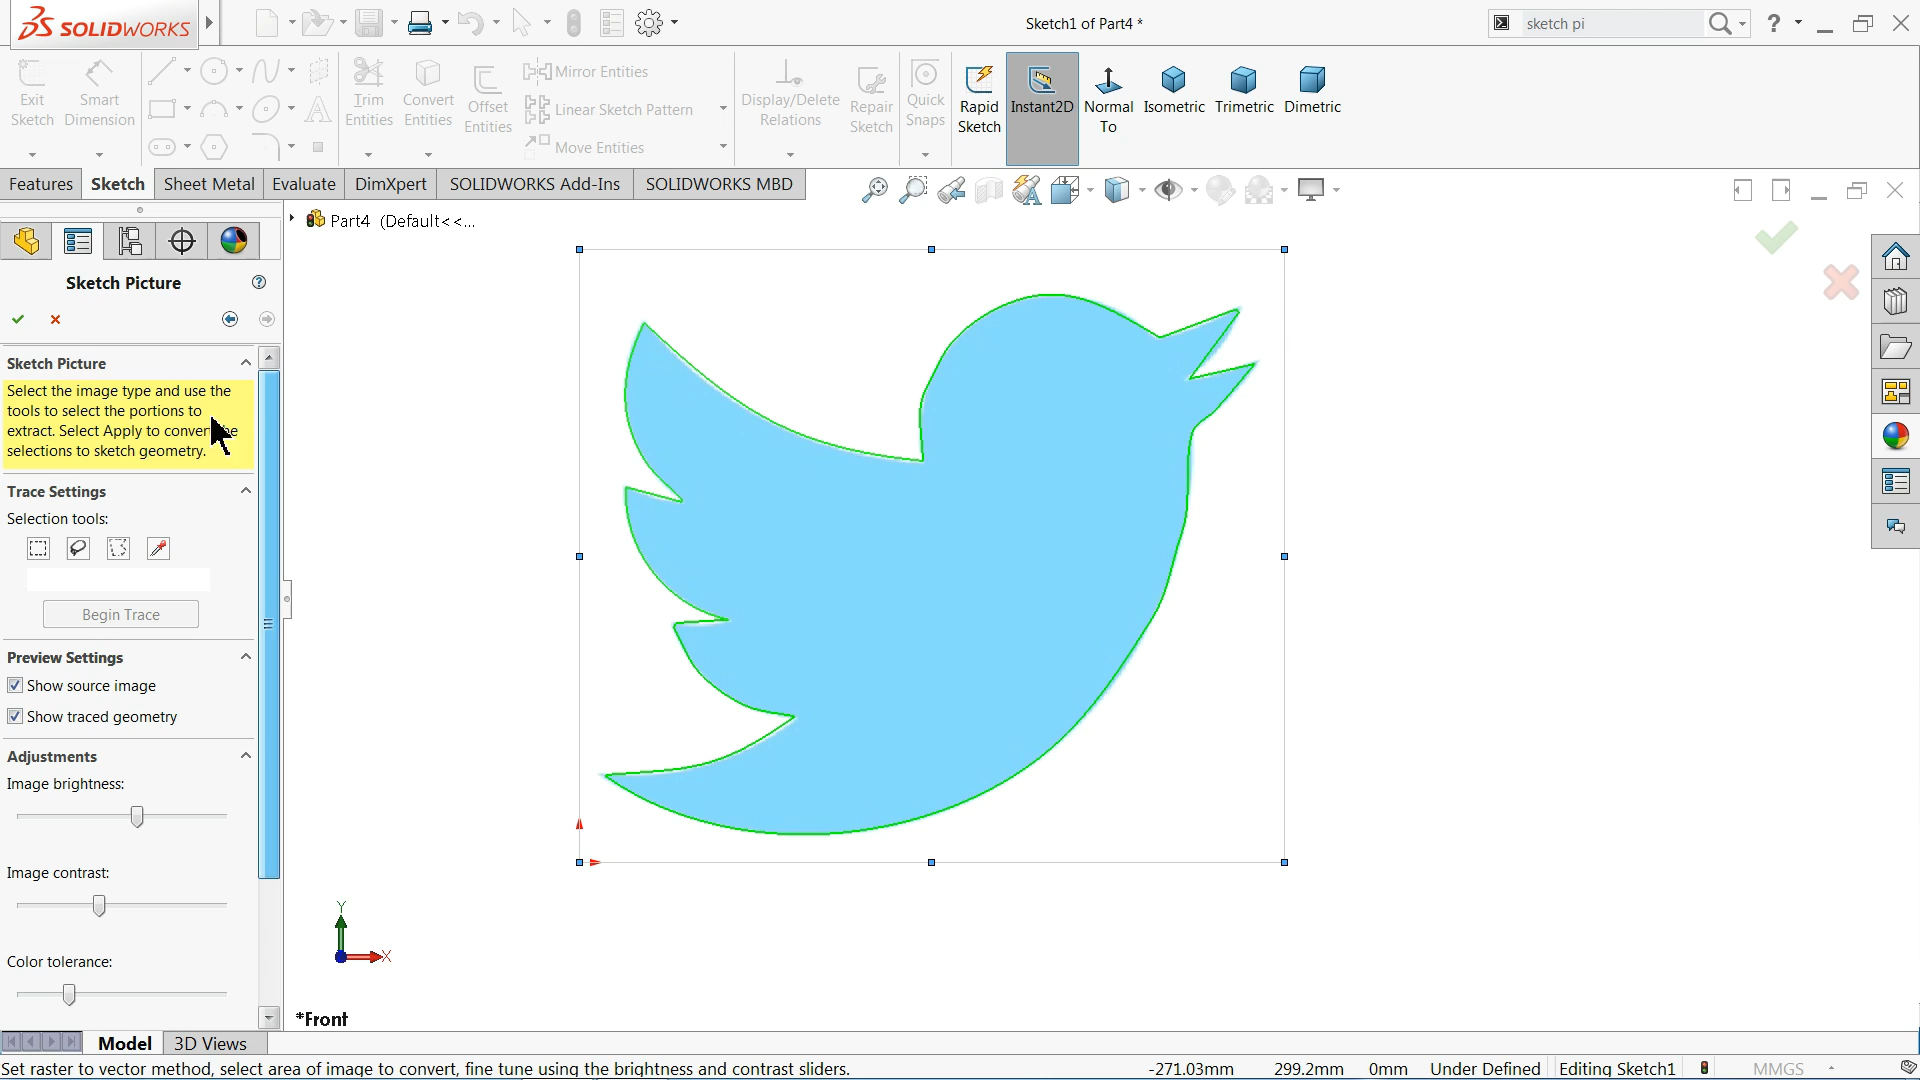 SOLIDWORKS
Sketch1 of Part4 *
sketch pi
?
Exit
Sketch
Smart
Dimension
Trim
Entities
Convert
Entities
Offset
Entities
Mirror Entities
Linear Sketch Pattern
Move Entities
Display/Delete
Relations
Repair
Sketch
Quick
Snaps
Rapid
Sketch
Instant2D
Normal
To
Isometric
Trimetric
Dimetric
Features
Sketch
Sheet Metal
Evaluate
DimXpert
SOLIDWORKS Add-Ins
SOLIDWORKS MBD
Part4 (Default<<...
Sketch Picture
?
Sketch Picture
Select the image type and use the
tools to select the portions to
extract. Select Apply to conver he
selections to sketch geometry.
Trace Settings
Selection tools:
Begin Trace
Preview Settings
Show source image
Show traced geometry
Adjustments
Image brightness:
Image contrast:
Color tolerance:
Y
X
*Front
Model
3D Views
Set raster to vector method, select area of image to convert, fine tune using the brightness and contrast sliders.
-271.03mm
299.2mm
0mm
Under Defined
Editing Sketch1
MMGS